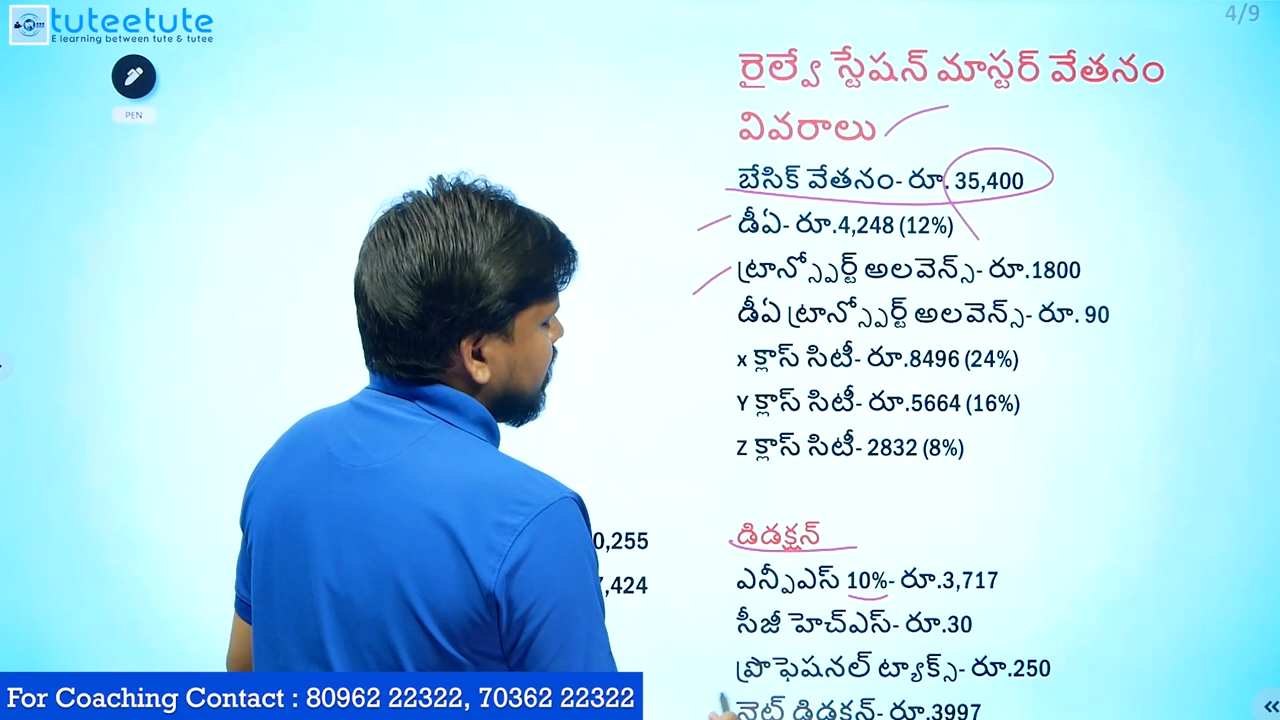 tuteetute
E learning between tute & tutee
4/9
PEN
రైల్వే స్టేషన్ మాస్టర్ వేతనం
వివరాలు
బేసిక్ వేతనం- రూ. 35,400
డీఏ- రూ.4,248 (12%)
ట్రాన్స్పోర్ట్ అలవెన్స్- రూ.1800
డీఏ ట్రాన్స్పోర్ట్ అలవెన్స్- రూ. 90
x క్లాస్ సిటీ- రూ.8496 (24%)
Y క్లాస్ సిటీ- రూ.5664 (16%)
Z క్లాస్ సిటీ- 2832 (8%)
డిడక్షన్
0,255
ఎన్పీఎస్ 10%- రూ.3,717
,424
సీజీ హెచ్ఎస్- రూ.30
ప్రొఫెషనల్ ట్యాక్స్- రూ.250
నెట్ డిడక్షన్- రూ.3997
For Coaching Contact : 80962 22322, 70362 22322